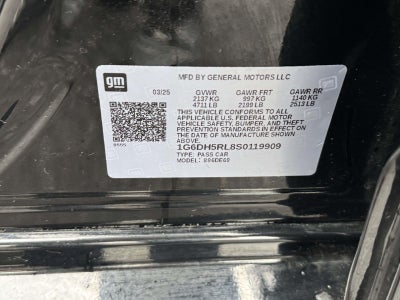 gm
MFD BY GENERAL MOTORS LLC
03/25 GVWR GAWR FRT GAWR RR
2137 KG 997 KG 1140 KG
4711 LB 2199 LB 2513 LB
THIS VEHICLE CONFORMS TO ALL
APPLICABLE U.S. FEDERAL MOTOR
VEHICLE SAFETY, BUMPER, AND THEFT
PREVENTION STANDARDS IN EFFECT ON
THE DATE OF MANUFACTURE SHOWN
ABOVE.
1G6DH5RL8S0119909
TYPE: PASS CAR
MODEL: 6DE69